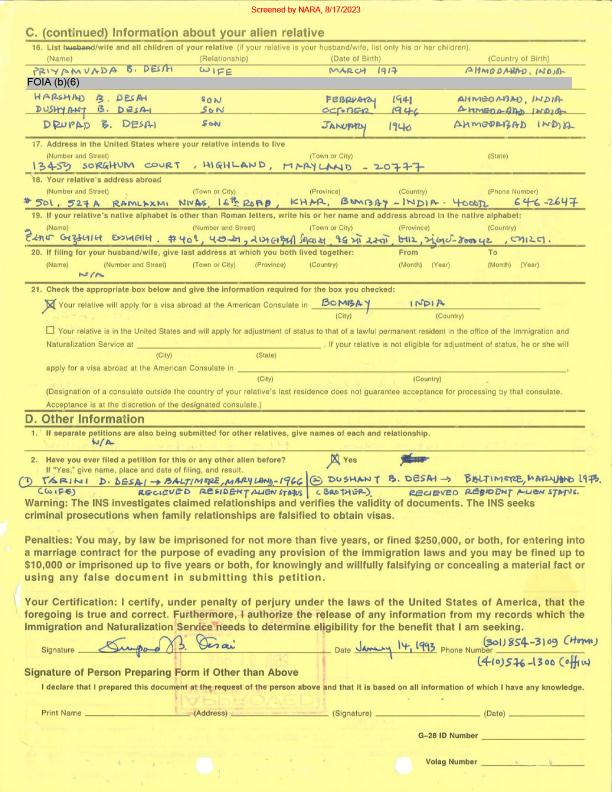 Screened by NARA, 8/17/2023
C. (continued) Information about your alien relative
16. List husband/wife and all children of your relative (if your relative is your husband/wife, list only his or her children).
(Name) (Relationship) (Date of Birth) (Country of Birth)
PRIYAMVADA B. DESAI WIFE MARCH 1917 AHMEDABAD, INDIA
FOIA (b)(6)
HARSHAD B. DESAI SON FEBRUARY 1941 AHMEDABAD, INDIA
DUSHYANT B. DESAI SON OCTOBER 1946 AHMEDABAD, INDIA
DRUPAD B. DESAI SON JANUARY 1940 AHMEDABAD INDIA
17. Address in the United States where your relative intends to live
(Number and Street) (Town or City) (State)
13459 SORGHUM COURT, HIGHLAND, MARYLAND - 20777
18. Your relative's address abroad
(Number and Street) (Town or City) (Province) (Country) (Phone Number)
#501, 527A RAMLAXMI NIVAS, 16th ROAD, KHAR, BOMBAY-INDIA- 400052 646-2647
19. If your relative's native alphabet is other than Roman letters, write his or her name and address abroad in the native alphabet:
(Name) (Number and Street) (Town or City) (Province) (Country)
20. If filing for your husband/wife, give last address at which you both lived together: From To
(Name) (Number and Street) (Town or City) (Province) (Country) (Month) (Year) (Month) (Year)
N/A
21. Check the appropriate box below and give the information required for the box you checked:
Your relative will apply for a visa abroad at the American Consulate in BOMBAY INDIA
(City) (Country)
Your relative is in the United States and will apply for adjustment of status to that of a lawful permanent resident in the office of the Immigration and
Naturalization Service at . If your relative is not eligible for adjustment of status, he or she will
(City) (State)
apply for a visa abroad at the American Consulate in ,
(City) (Country)
(Designation of a consulate outside the country of your relative's last residence does not guarantee acceptance for processing by that consulate.
Acceptance is at the discretion of the designated consulate.)
D. Other Information
1. If separate petitions are also being submitted for other relatives, give names of each and relationship.
N/A
2. Have you ever filed a petition for this or any other alien before? Yes
If "Yes," give name, place and date of filing, and result.
(1) TARINI D. DESAI → BALTIMORE, MARYLAND-1966 (2) DUSHANT B. DESAI → BALTIMORE, MARYLAND 1973.
(WIFE) RECIEVED RESIDENT ALIEN STATUS (BROTHER) RECIEVED RESIDENT ALIEN STATUS.
Warning: The INS investigates claimed relationships and verifies the validity of documents. The INS seeks
criminal prosecutions when family relationships are falsified to obtain visas.
Penalties: You may, by law be imprisoned for not more than five years, or fined $250,000, or both, for entering into
a marriage contract for the purpose of evading any provision of the immigration laws and you may be fined up to
$10,000 or imprisoned up to five years or both, for knowingly and willfully falsifying or concealing a material fact or
using any false document in submitting this petition.
Your Certification: I certify, under penalty of perjury under the laws of the United States of America, that the
foregoing is true and correct. Furthermore, I authorize the release of any information from my records which the
Immigration and Naturalization Service needs to determine eligibility for the benefit that I am seeking.
Signature Drupad B. Desai Date January 14, 1993 Phone Number (301) 854-3109 (Home)
(410) 576-1300 (Office)
Signature of Person Preparing Form if Other than Above
I declare that I prepared this document at the request of the person above and that it is based on all information of which I have any knowledge.
Print Name (Address) (Signature) (Date)
G-28 ID Number
Volag Number